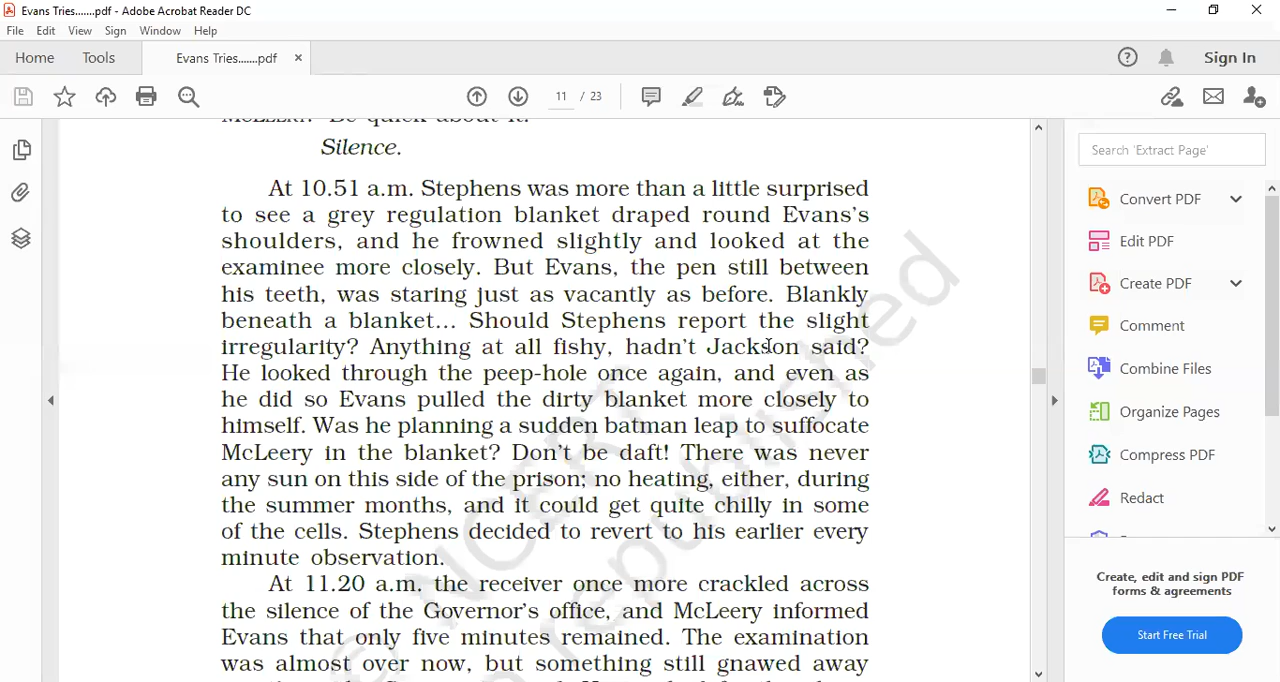 Evans Tries.......pdf - Adobe Acrobat Reader DC
File Edit View Sign Window Help
Home Tools Evans Tries.......pdf × Sign In
11 / 23
MCLEERY: Be quick about it!
Silence.
At 10.51 a.m. Stephens was more than a little surprised
to see a grey regulation blanket draped round Evans's
shoulders, and he frowned slightly and looked at the
examinee more closely. But Evans, the pen still between
his teeth, was staring just as vacantly as before. Blankly
beneath a blanket... Should Stephens report the slight
irregularity? Anything at all fishy, hadn't Jackson said?
He looked through the peep-hole once again, and even as
he did so Evans pulled the dirty blanket more closely to
himself. Was he planning a sudden batman leap to suffocate
McLeery in the blanket? Don't be daft! There was never
any sun on this side of the prison; no heating, either, during
the summer months, and it could get quite chilly in some
of the cells. Stephens decided to revert to his earlier every
minute observation.
At 11.20 a.m. the receiver once more crackled across
the silence of the Governor's office, and McLeery informed
Evans that only five minutes remained. The examination
was almost over now, but something still gnawed away
© NCERT
republished
Search 'Extract Page'
Convert PDF
Edit PDF
Create PDF
Comment
Combine Files
Organize Pages
Compress PDF
Redact
Create, edit and sign PDF
forms & agreements
Start Free Trial